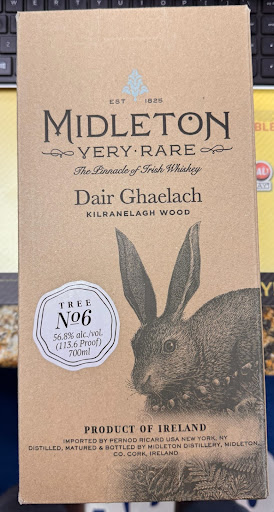 EST 1825
MIDLETON
VERY·RARE
The Pinnacle of Irish Whiskey
Dair Ghaelach
KILRANELAGH WOOD
TREE
No6
56.8% alc./vol.
(113.6 Proof)
700ml
PRODUCT OF IRELAND
IMPORTED BY PERNOD RICARD USA NEW YORK, NY
DISTILLED, MATURED & BOTTLED BY MIDLETON DISTILLERY, MIDLETON,
CO. CORK, IRELAND